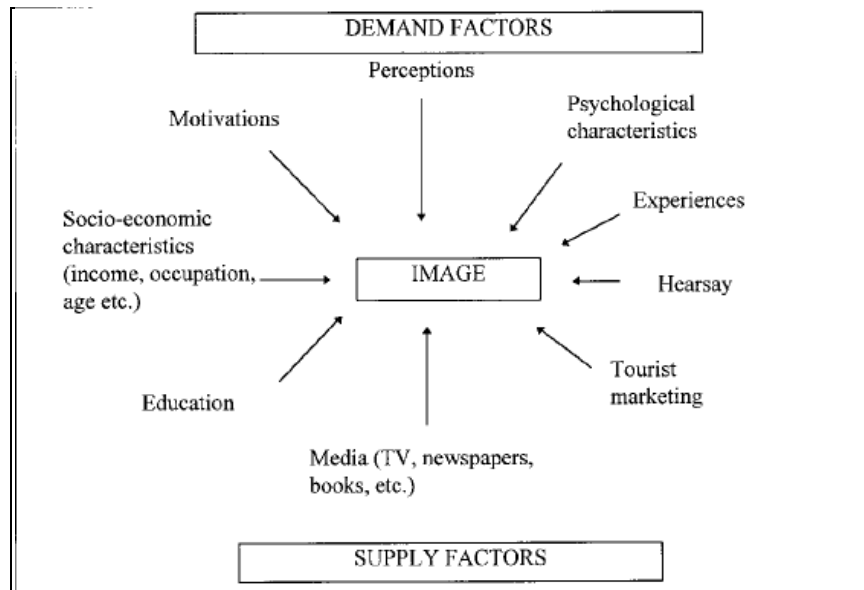 DEMAND FACTORS
Perceptions
Psychological
characteristics
Motivations
Experiences
Socio-economic
characteristics
(income, occupation,
age etc.)
IMAGE
Hearsay
Tourist
marketing
Education
Media (TV, newspapers,
books, etc.)
SUPPLY FACTORS